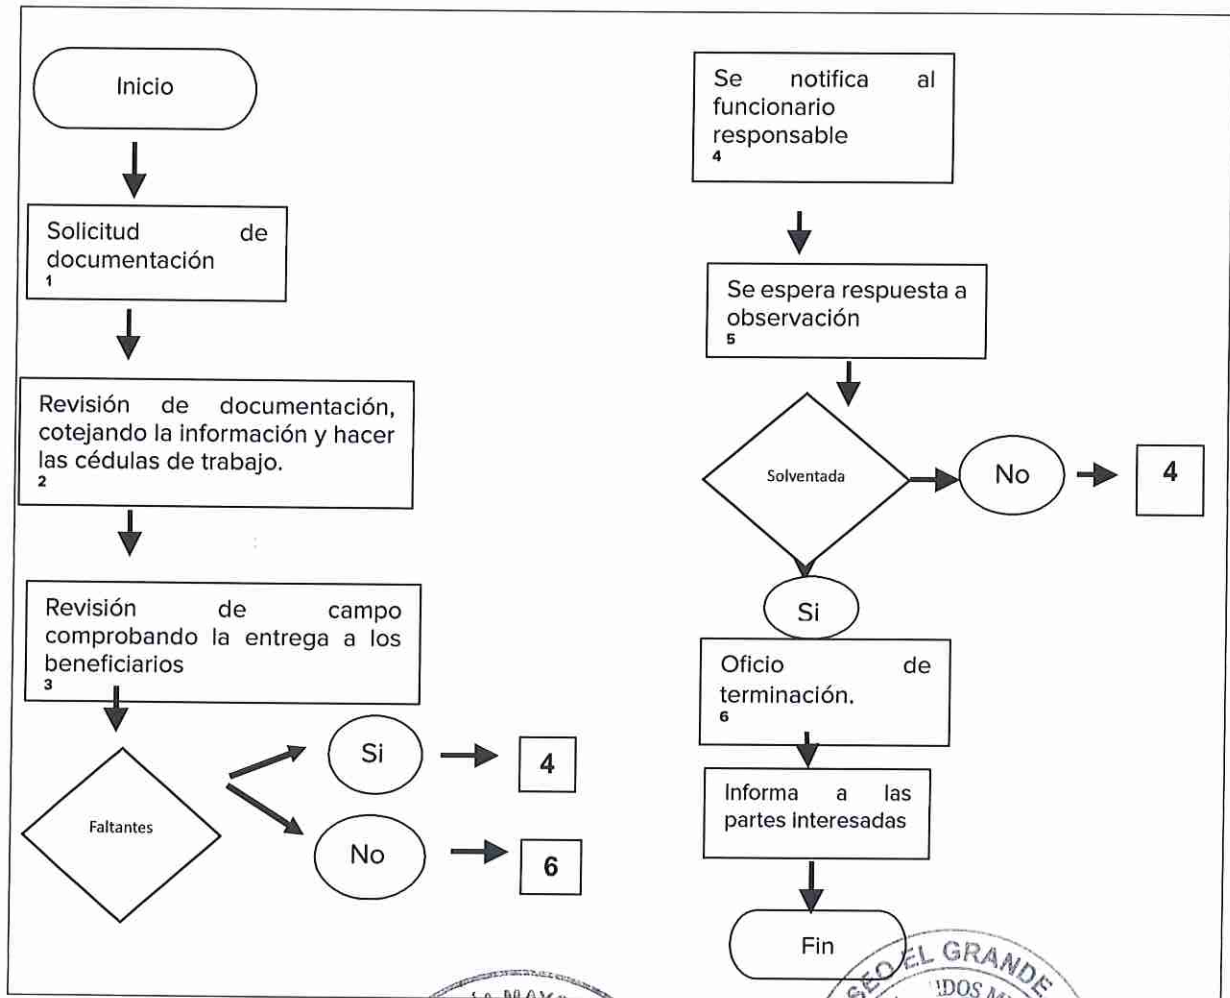 Inicio
Solicitud de
documentación
1
Revisión de documentación,
cotejando la información y hacer
las cédulas de trabajo.
2
Revisión de campo
comprobando la entrega a los
beneficiarios
3
Faltantes
Si
4
No
6
Se notifica al
funcionario
responsable
4
Se espera respuesta a
observación
5
Solventada
No
4
Si
Oficio de
terminación.
6
Informa a las
partes interesadas
Fin
EL GRANDE